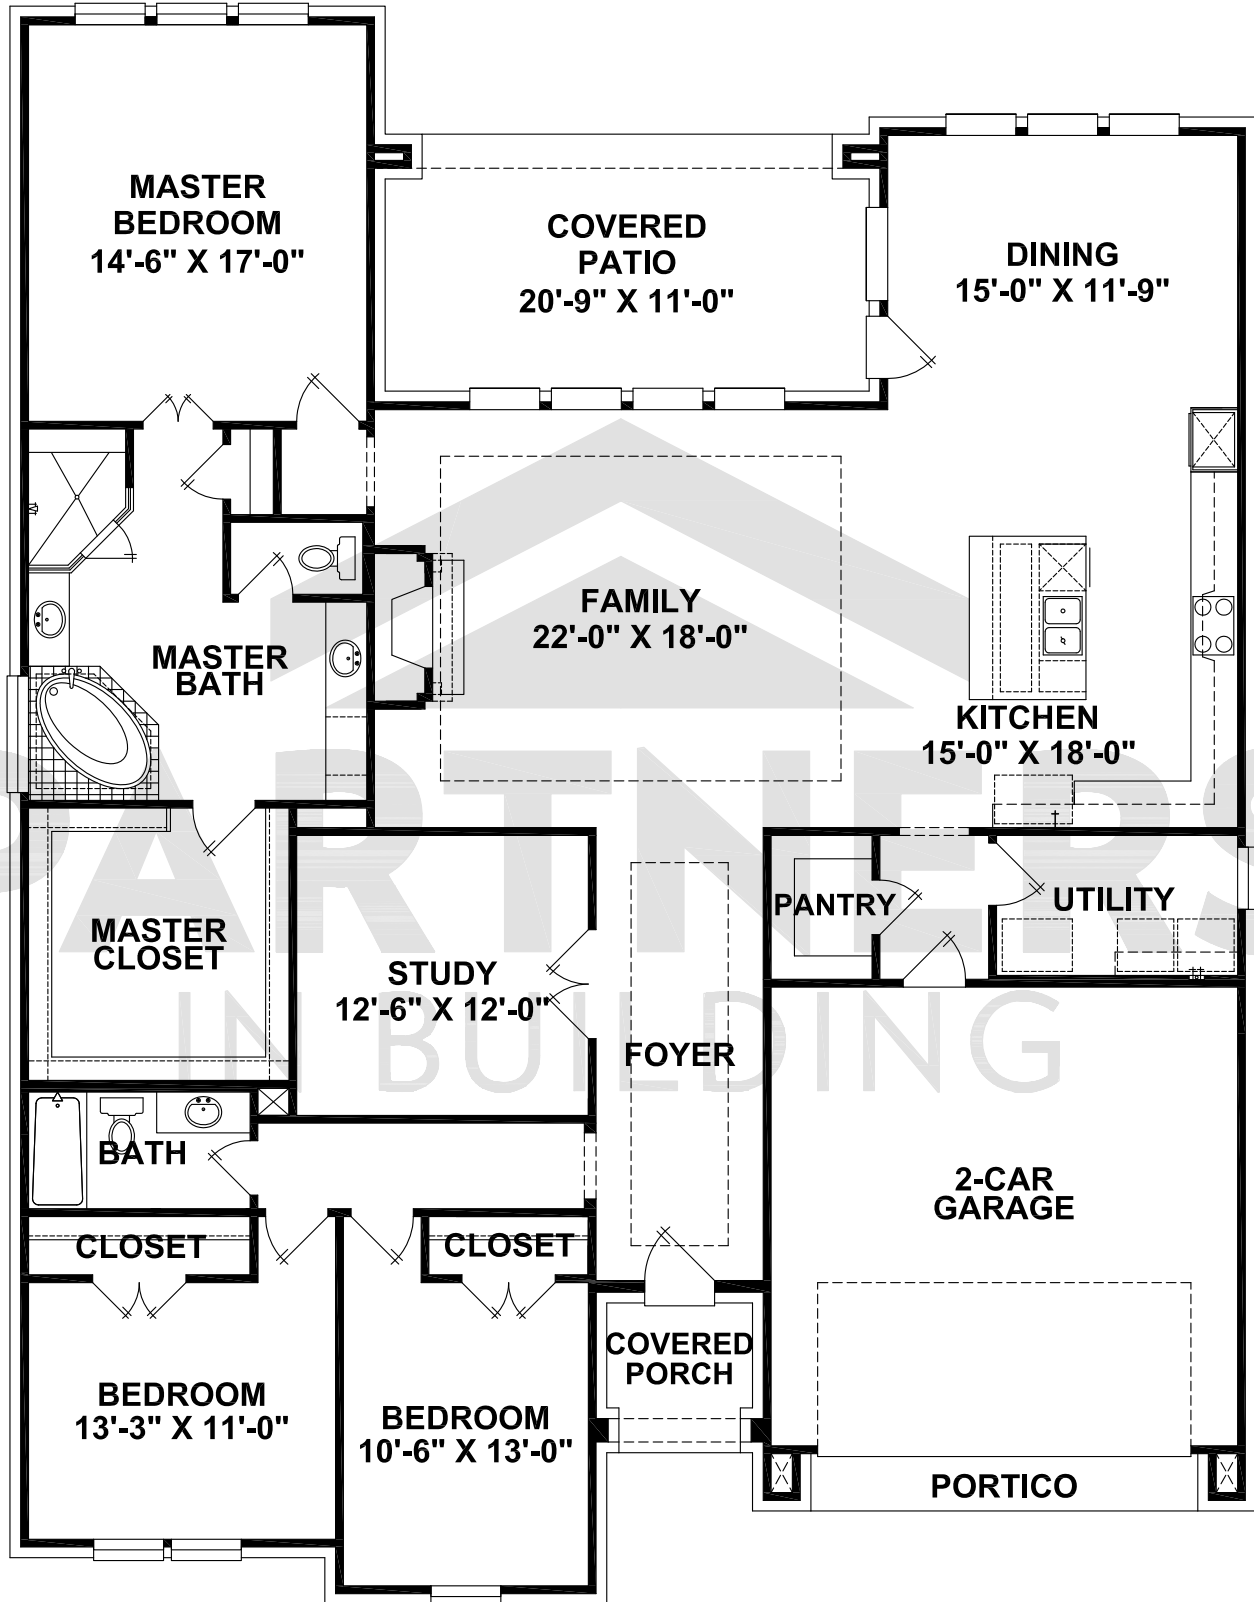 MASTER
BEDROOM
14'-6" X 17'-0"
COVERED
PATIO
20'-9" X 11'-0"
DINING
15'-0" X 11'-9"
FAMILY
22'-0" X 18'-0"
MASTER
BATH
KITCHEN
15'-0" X 18'-0"
PARTNERS
IN BUILDING
PANTRY
UTILITY
MASTER
CLOSET
STUDY
12'-6" X 12'-0"
FOYER
BATH
2-CAR
GARAGE
CLOSET
CLOSET
COVERED
PORCH
BEDROOM
13'-3" X 11'-0"
BEDROOM
10'-6" X 13'-0"
PORTICO